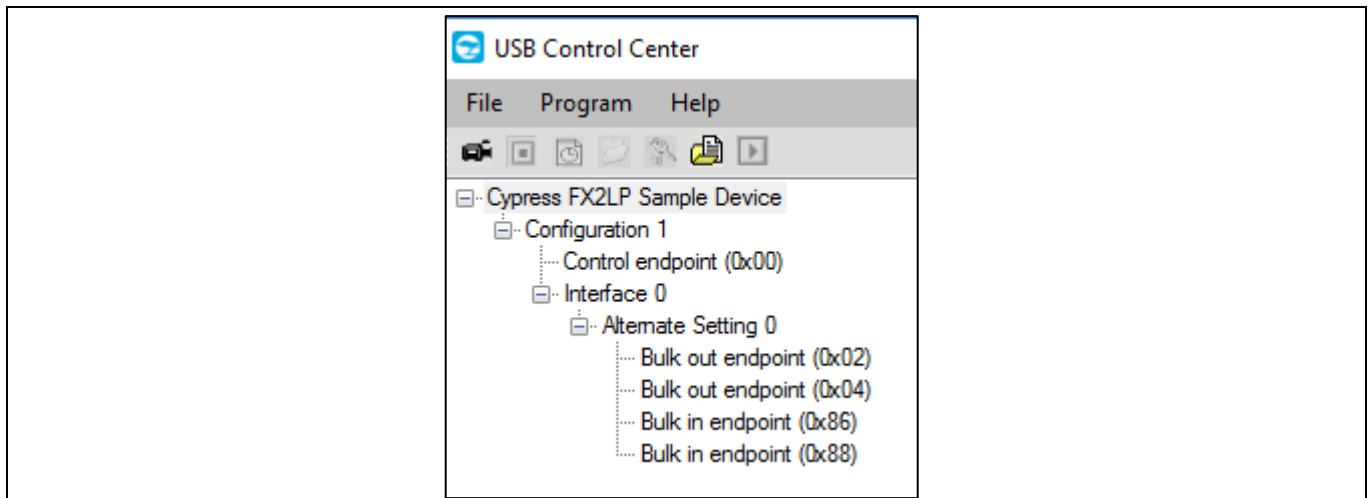 USB Control Center
File Program Help
Cypress FX2LP Sample Device
Configuration 1
Control endpoint (0x00)
Interface 0
Alternate Setting 0
Bulk out endpoint (0x02)
Bulk out endpoint (0x04)
Bulk in endpoint (0x86)
Bulk in endpoint (0x88)